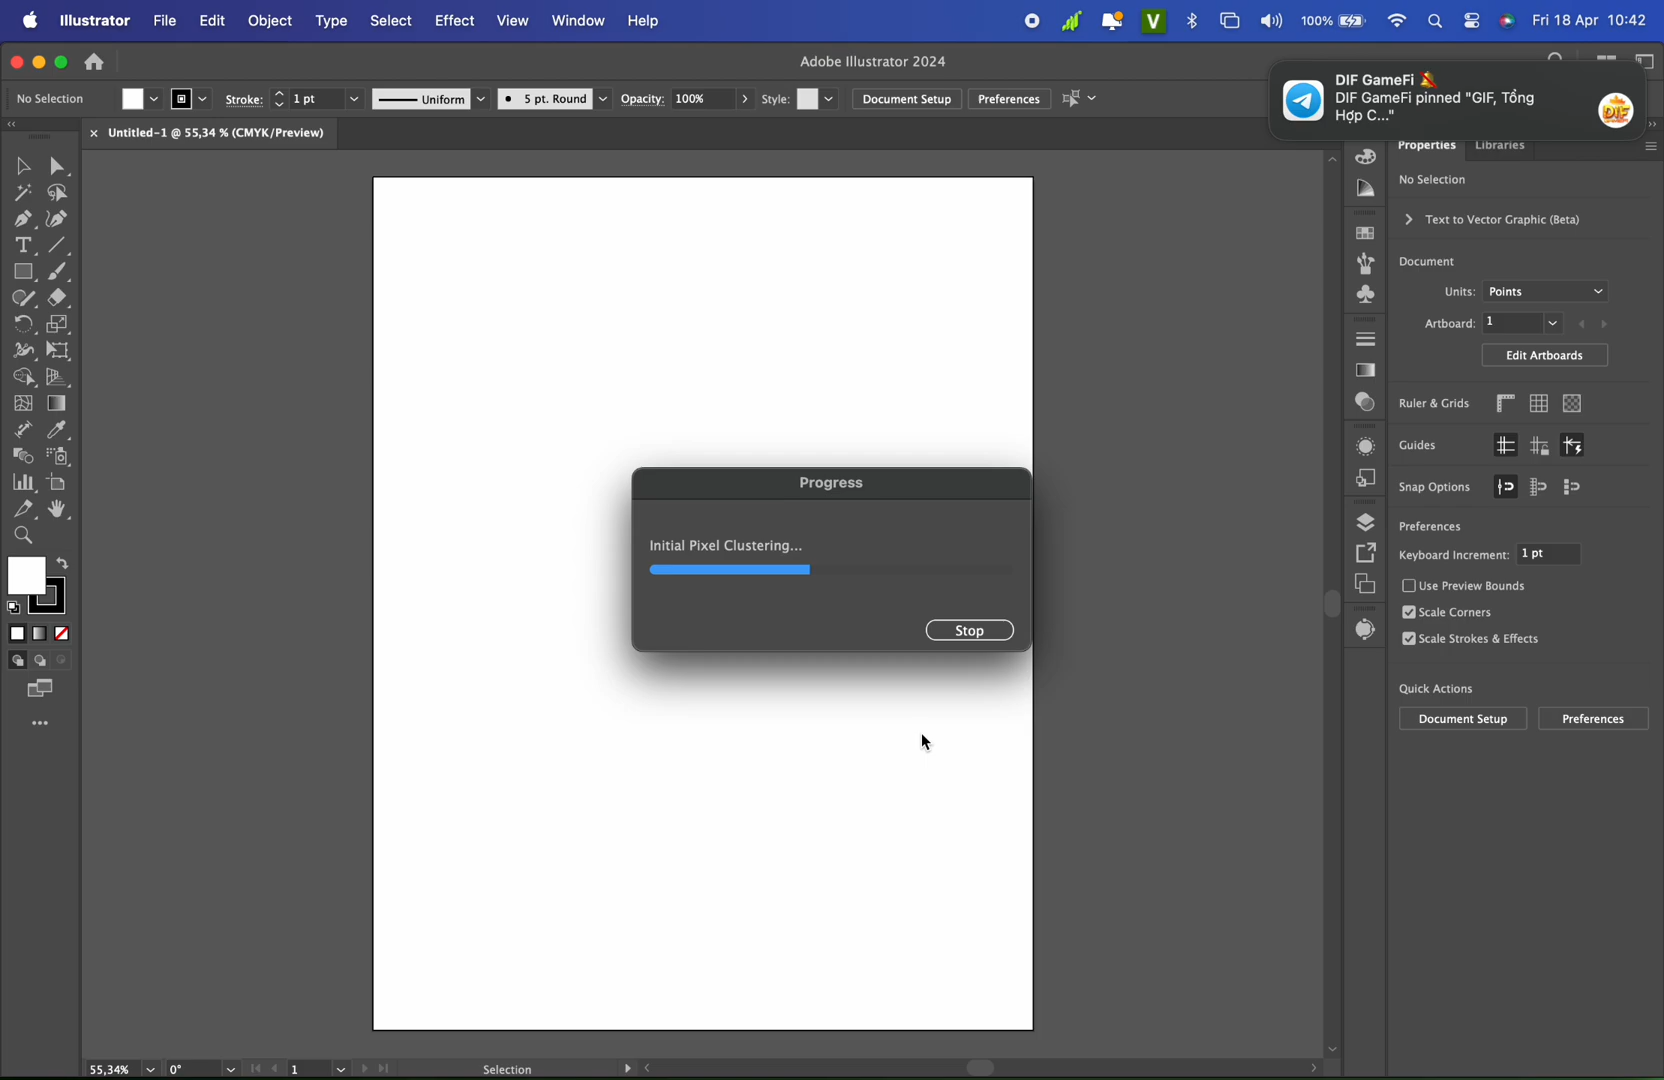 Illustrator File Edit Object Type Select Effect View Window Help
V 100% Fri 18 Apr 10:42
Adobe Illustrator 2024
DIF GameFi
DIF GameFi pinned "GIF, Tổng
Hợp C..."
DIF
No Selection Stroke: 1 pt Uniform 5 pt. Round Opacity: 100% Style: Document Setup Preferences
Untitled-1 @ 55,34 % (CMYK/Preview)
Properties Libraries
No Selection
Text to Vector Graphic (Beta)
Document
Units: Points
Artboard: 1
Edit Artboards
Ruler & Grids
Guides
Snap Options
Preferences
Keyboard Increment: 1 pt
Use Preview Bounds
Scale Corners
Scale Strokes & Effects
Quick Actions
Document Setup Preferences
Progress
Initial Pixel Clustering...
Stop
55,34% 0° 1 Selection